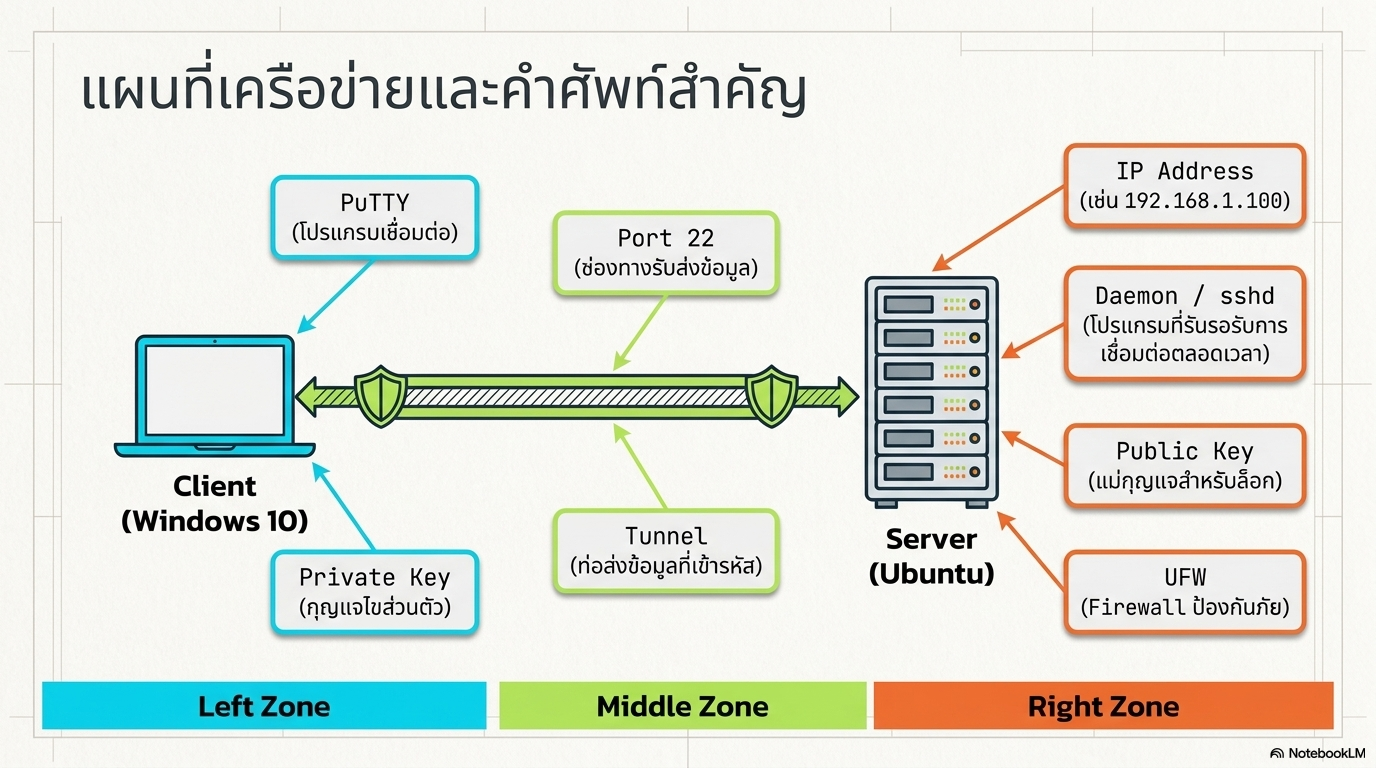 แผนที่เครือข่ายและคำศัพท์สำคัญ
PuTTY
(โปรแกรบเชื่อมต่อ)
Port 22
(ช่องทางรับส่งข้อมูล)
IP Address
(เช่น 192.168.1.100)
Daemon / sshd
(โปรแกรมที่รันรอรับการ
เชื่อมต่อตลอดเวลา)
Public Key
(แม่กุญแจสำหรับล็อก)
UFW
(Firewall ป้องกันภัย)
Client
(Windows 10)
Private Key
(กุญแจไขส่วนตัว)
Tunnel
(ท่อส่งข้อมูลที่เข้ารหัส)
Server
(Ubuntu)
Left Zone
Middle Zone
Right Zone
NotebookLM